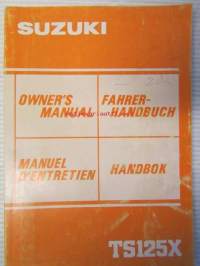 SUZUKI
OWNER'S
MANUAL
FAHRER-
HANDBUCH
MANUEL
D'ENTRETIEN
HANDBOK
TS125X